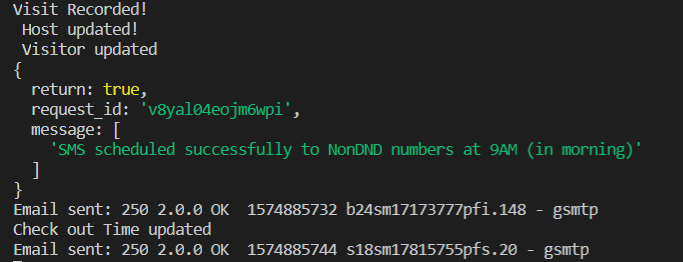 Visit Recorded!
Host updated!
Visitor updated
{
return: true,
request_id: 'v8yal04eojm6wpi',
message: [
'SMS scheduled successfully to NonDND numbers at 9AM (in morning)'
]
}
Email sent: 250 2.0.0 OK  1574885732 b24sm17173777pfi.148 - gsmtp
Check out Time updated
Email sent: 250 2.0.0 OK  1574885744 s18sm17815755pfs.20 - gsmtp